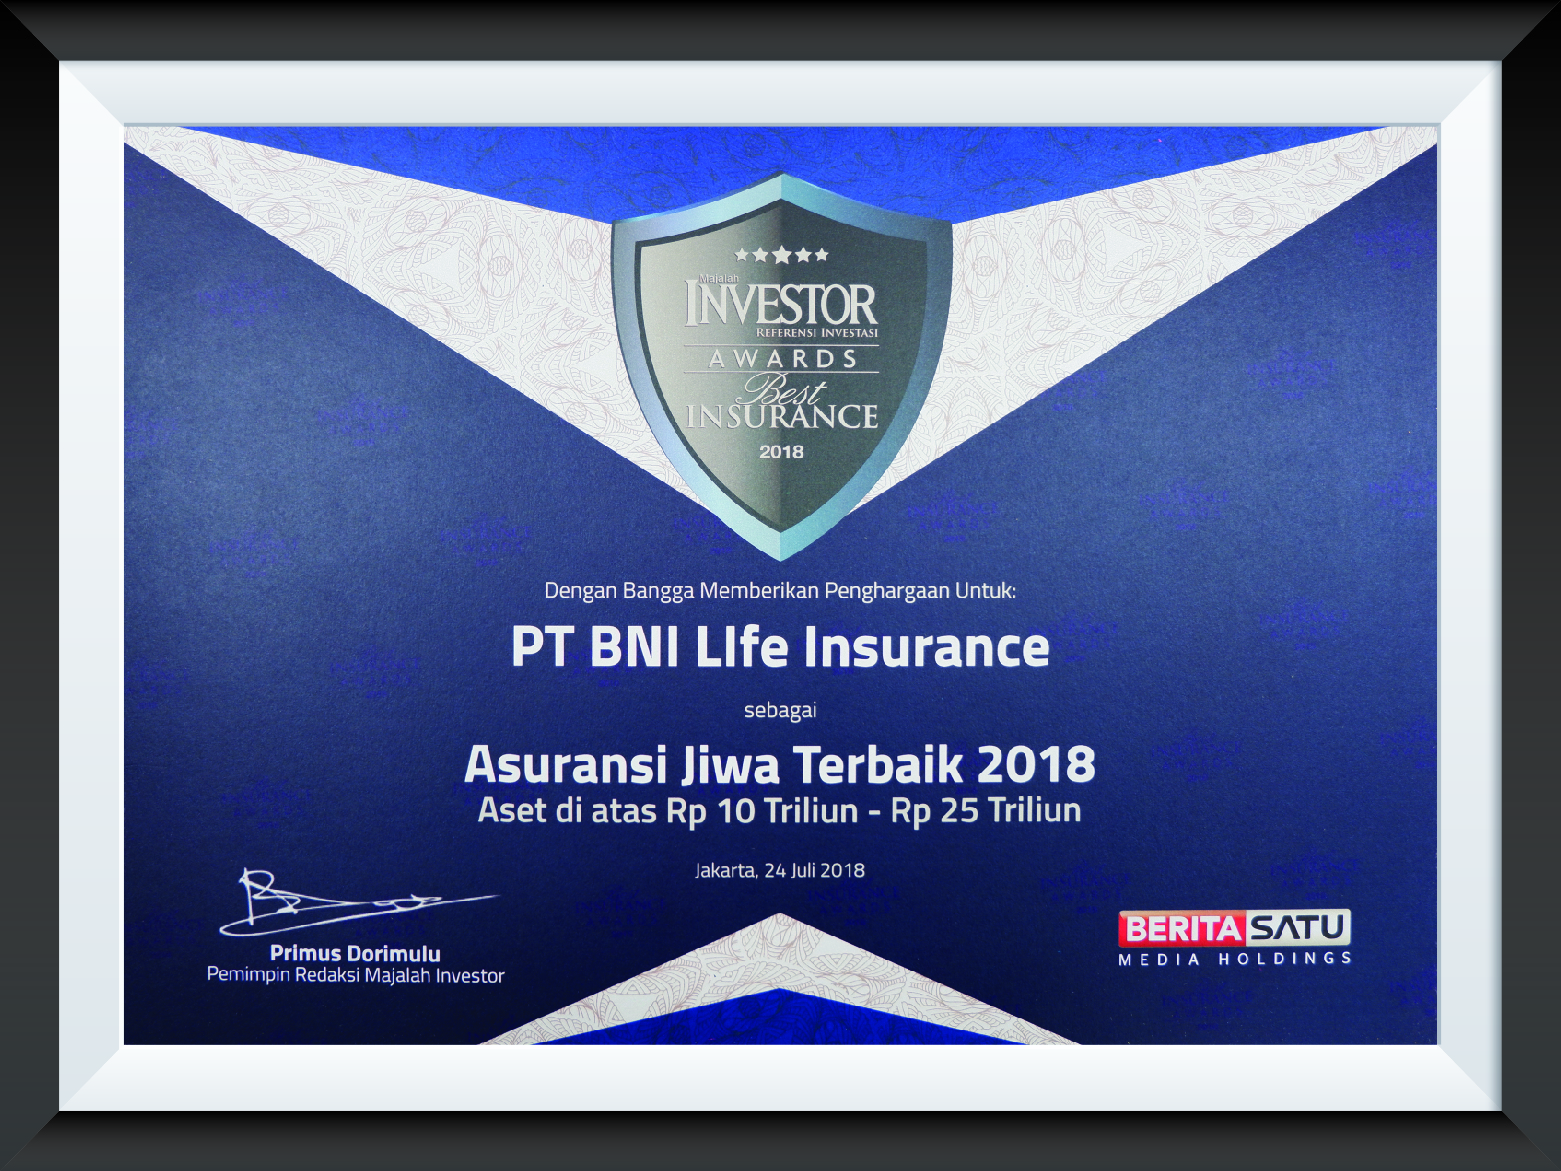 Majalah
INVESTOR
REFERENSI INVESTASI
AWARDS
Best
INSURANCE
2018
Dengan Bangga Memberikan Penghargaan Untuk:
PT BNI LIfe Insurance
sebagai
Asuransi Jiwa Terbaik 2018
Aset di atas Rp 10 Triliun - Rp 25 Triliun
Jakarta, 24 Juli 2018
Primus Dorimulu
Pemimpin Redaksi Majalah Investor
BERITA SATU
MEDIA HOLDINGS